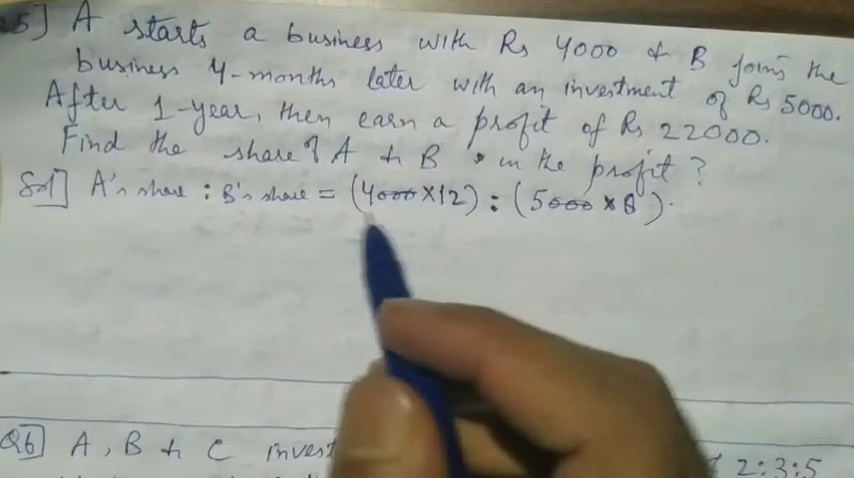 25] A starts a business with Rs 4000 & B joins the
business 4-months later with an investment of Rs 5000.
After 1-year, then earn a profit of Rs 22000.
Find the share of A & B in the profit?
Sol] A's share : B's share = (4000×12) : (5000×8).
Q6] A, B & C invest 2:3:5